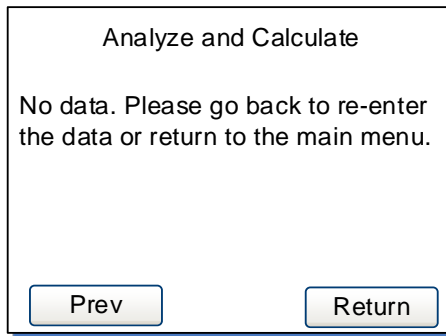 Analyze and Calculate
No data. Please go back to re-enter
the data or return to the main menu.
Prev
Return